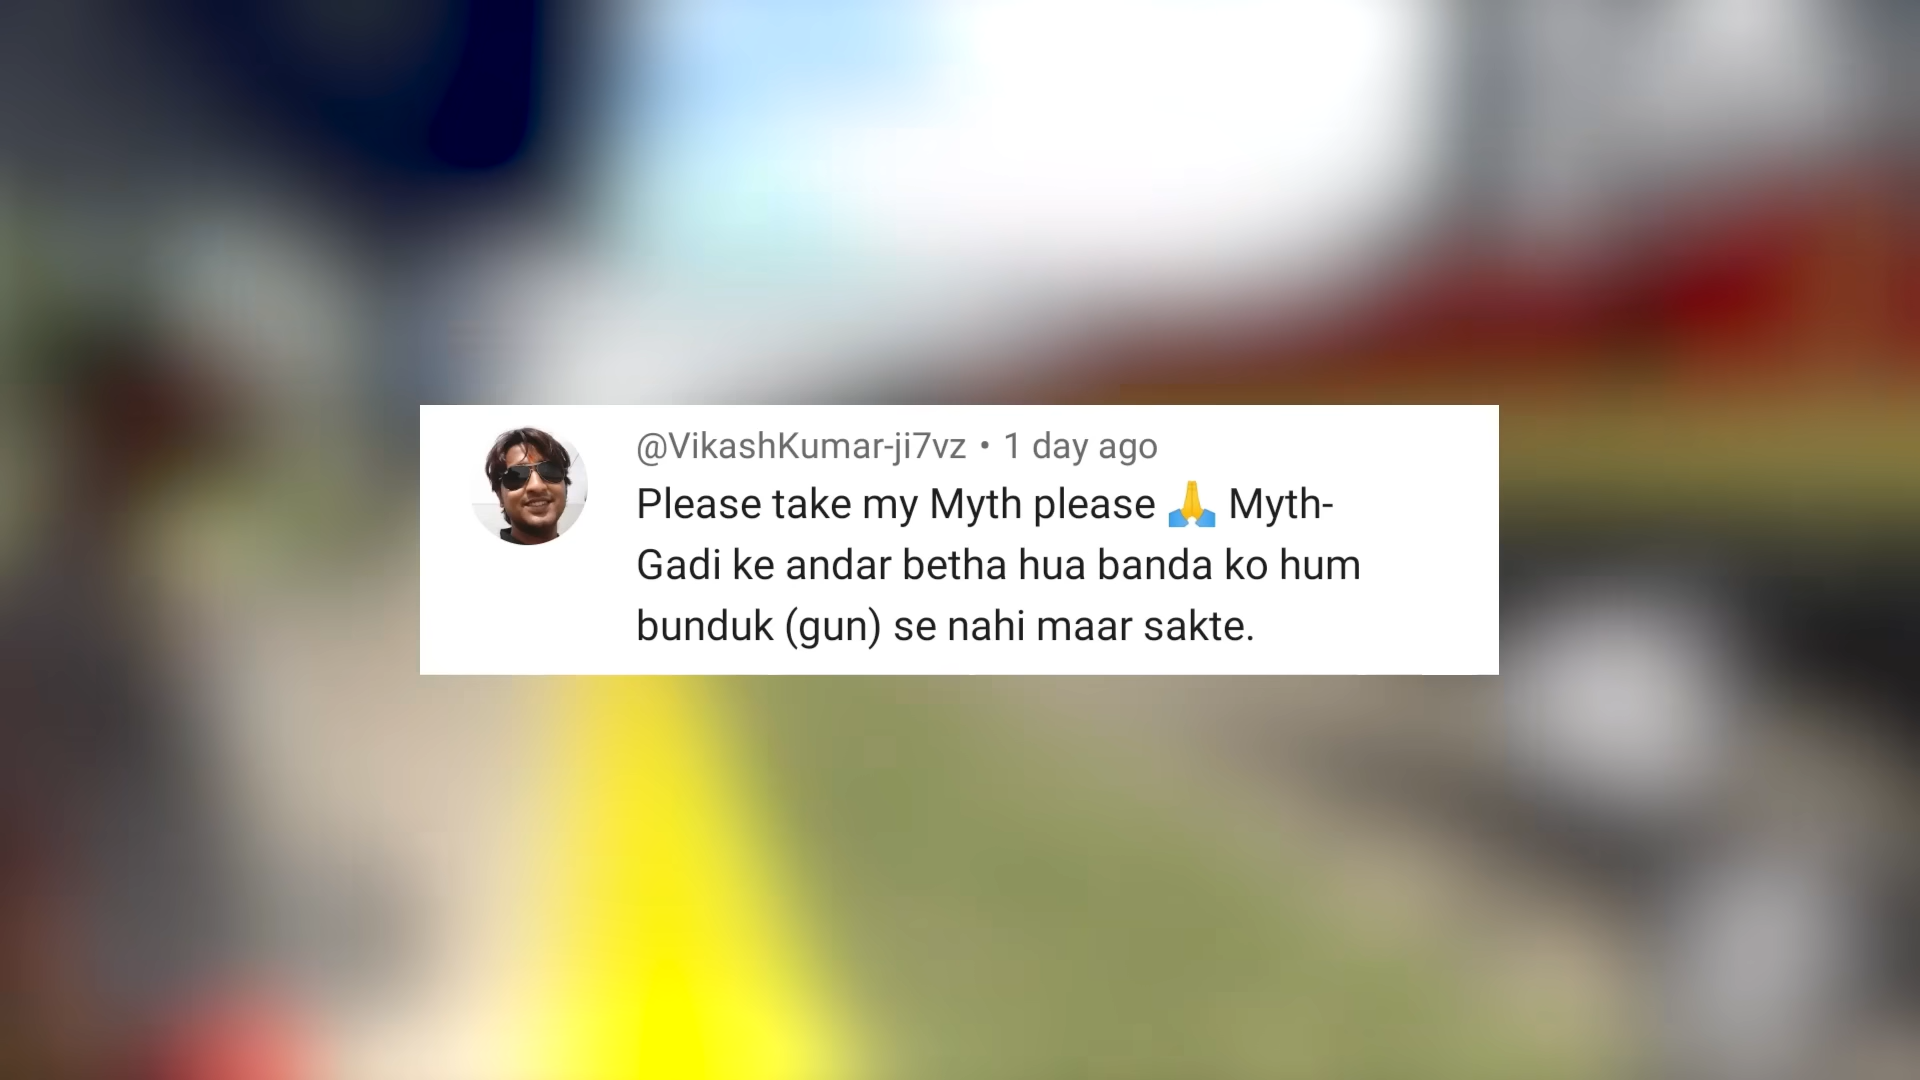 @VikashKumar-ji7vz • 1 day ago
Please take my Myth please 🙏 Myth-
Gadi ke andar betha hua banda ko hum
bunduk (gun) se nahi maar sakte.